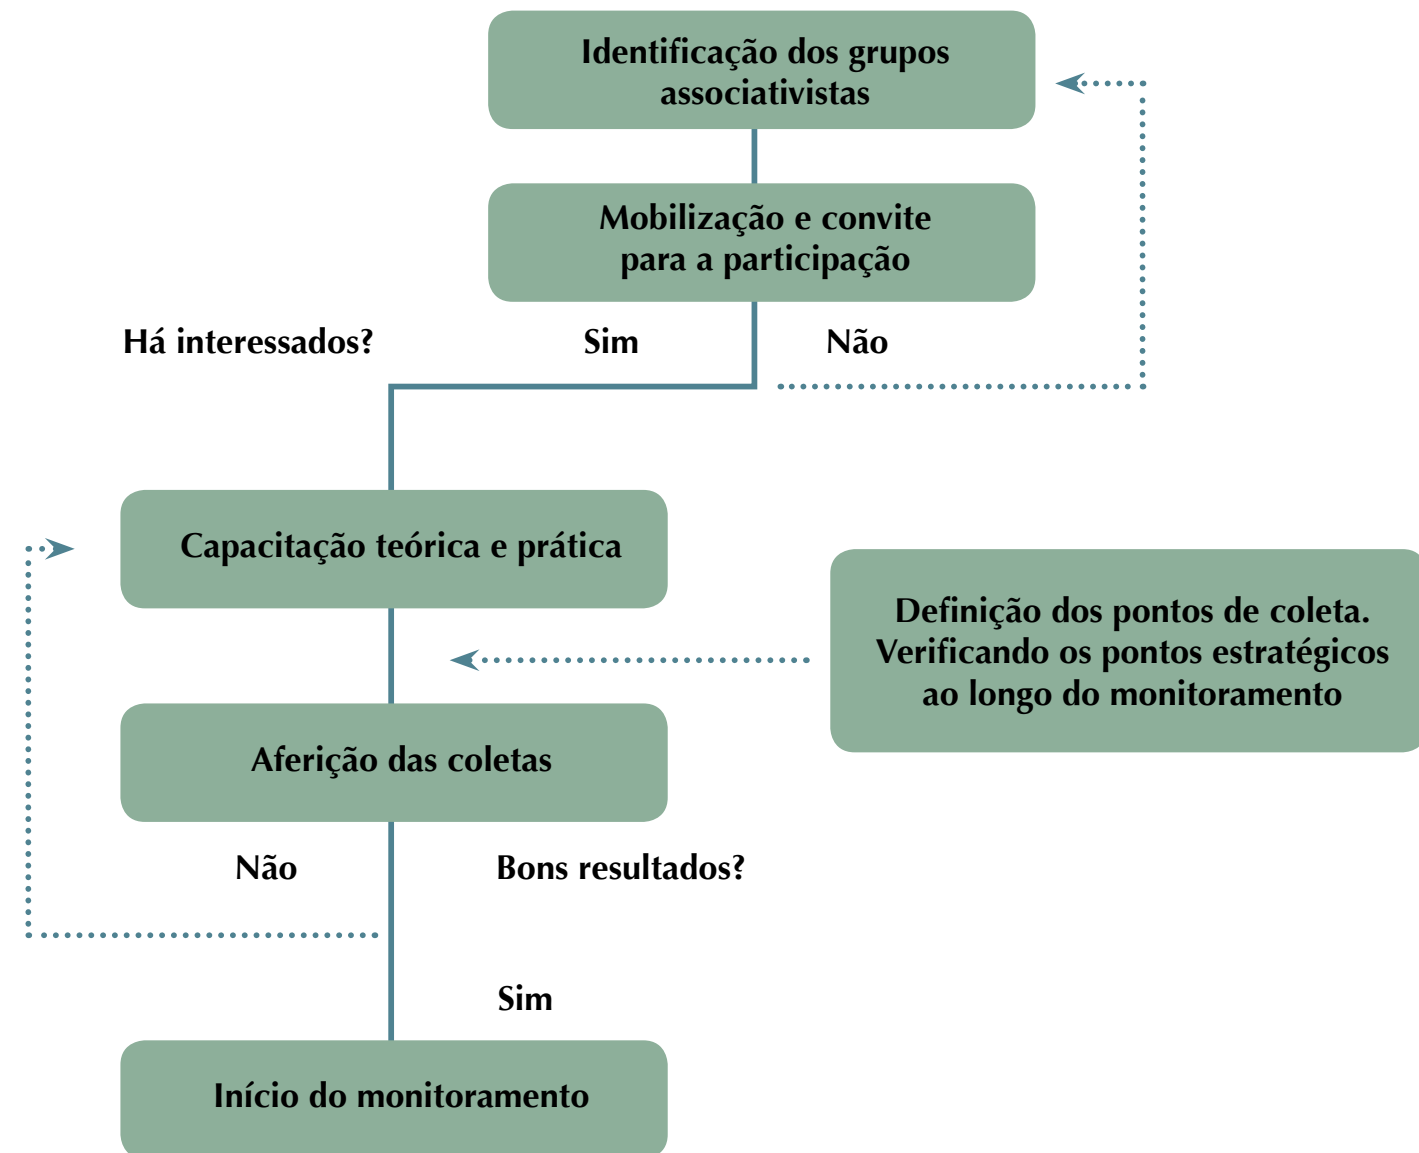 Identificação dos grupos
associativistas
Mobilização e convite
para a participação
Há interessados?
Sim
Não
Capacitação teórica e prática
Definição dos pontos de coleta.
Verificando os pontos estratégicos
ao longo do monitoramento
Aferição das coletas
Não
Bons resultados?
Sim
Início do monitoramento